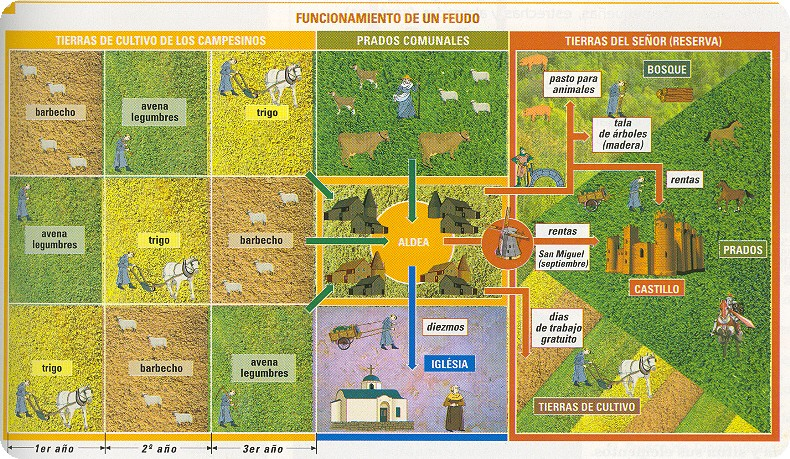 FUNCIONAMIENTO DE UN FEUDO
TIERRAS DE CULTIVO DE LOS CAMPESINOS
PRADOS COMUNALES
TIERRAS DEL SEÑOR (RESERVA)
barbecho
avena
legumbres
trigo
avena
legumbres
trigo
barbecho
trigo
barbecho
avena
legumbres
1er año
2º año
3er año
ALDEA
diezmos
IGLÉSIA
BOSQUE
pasto para
animales
tala
de árboles
(madera)
rentas
rentas
San Miguel
(septiembre)
PRADOS
CASTILLO
dias
de trabajo
gratuito
TIERRAS DE CULTIVO